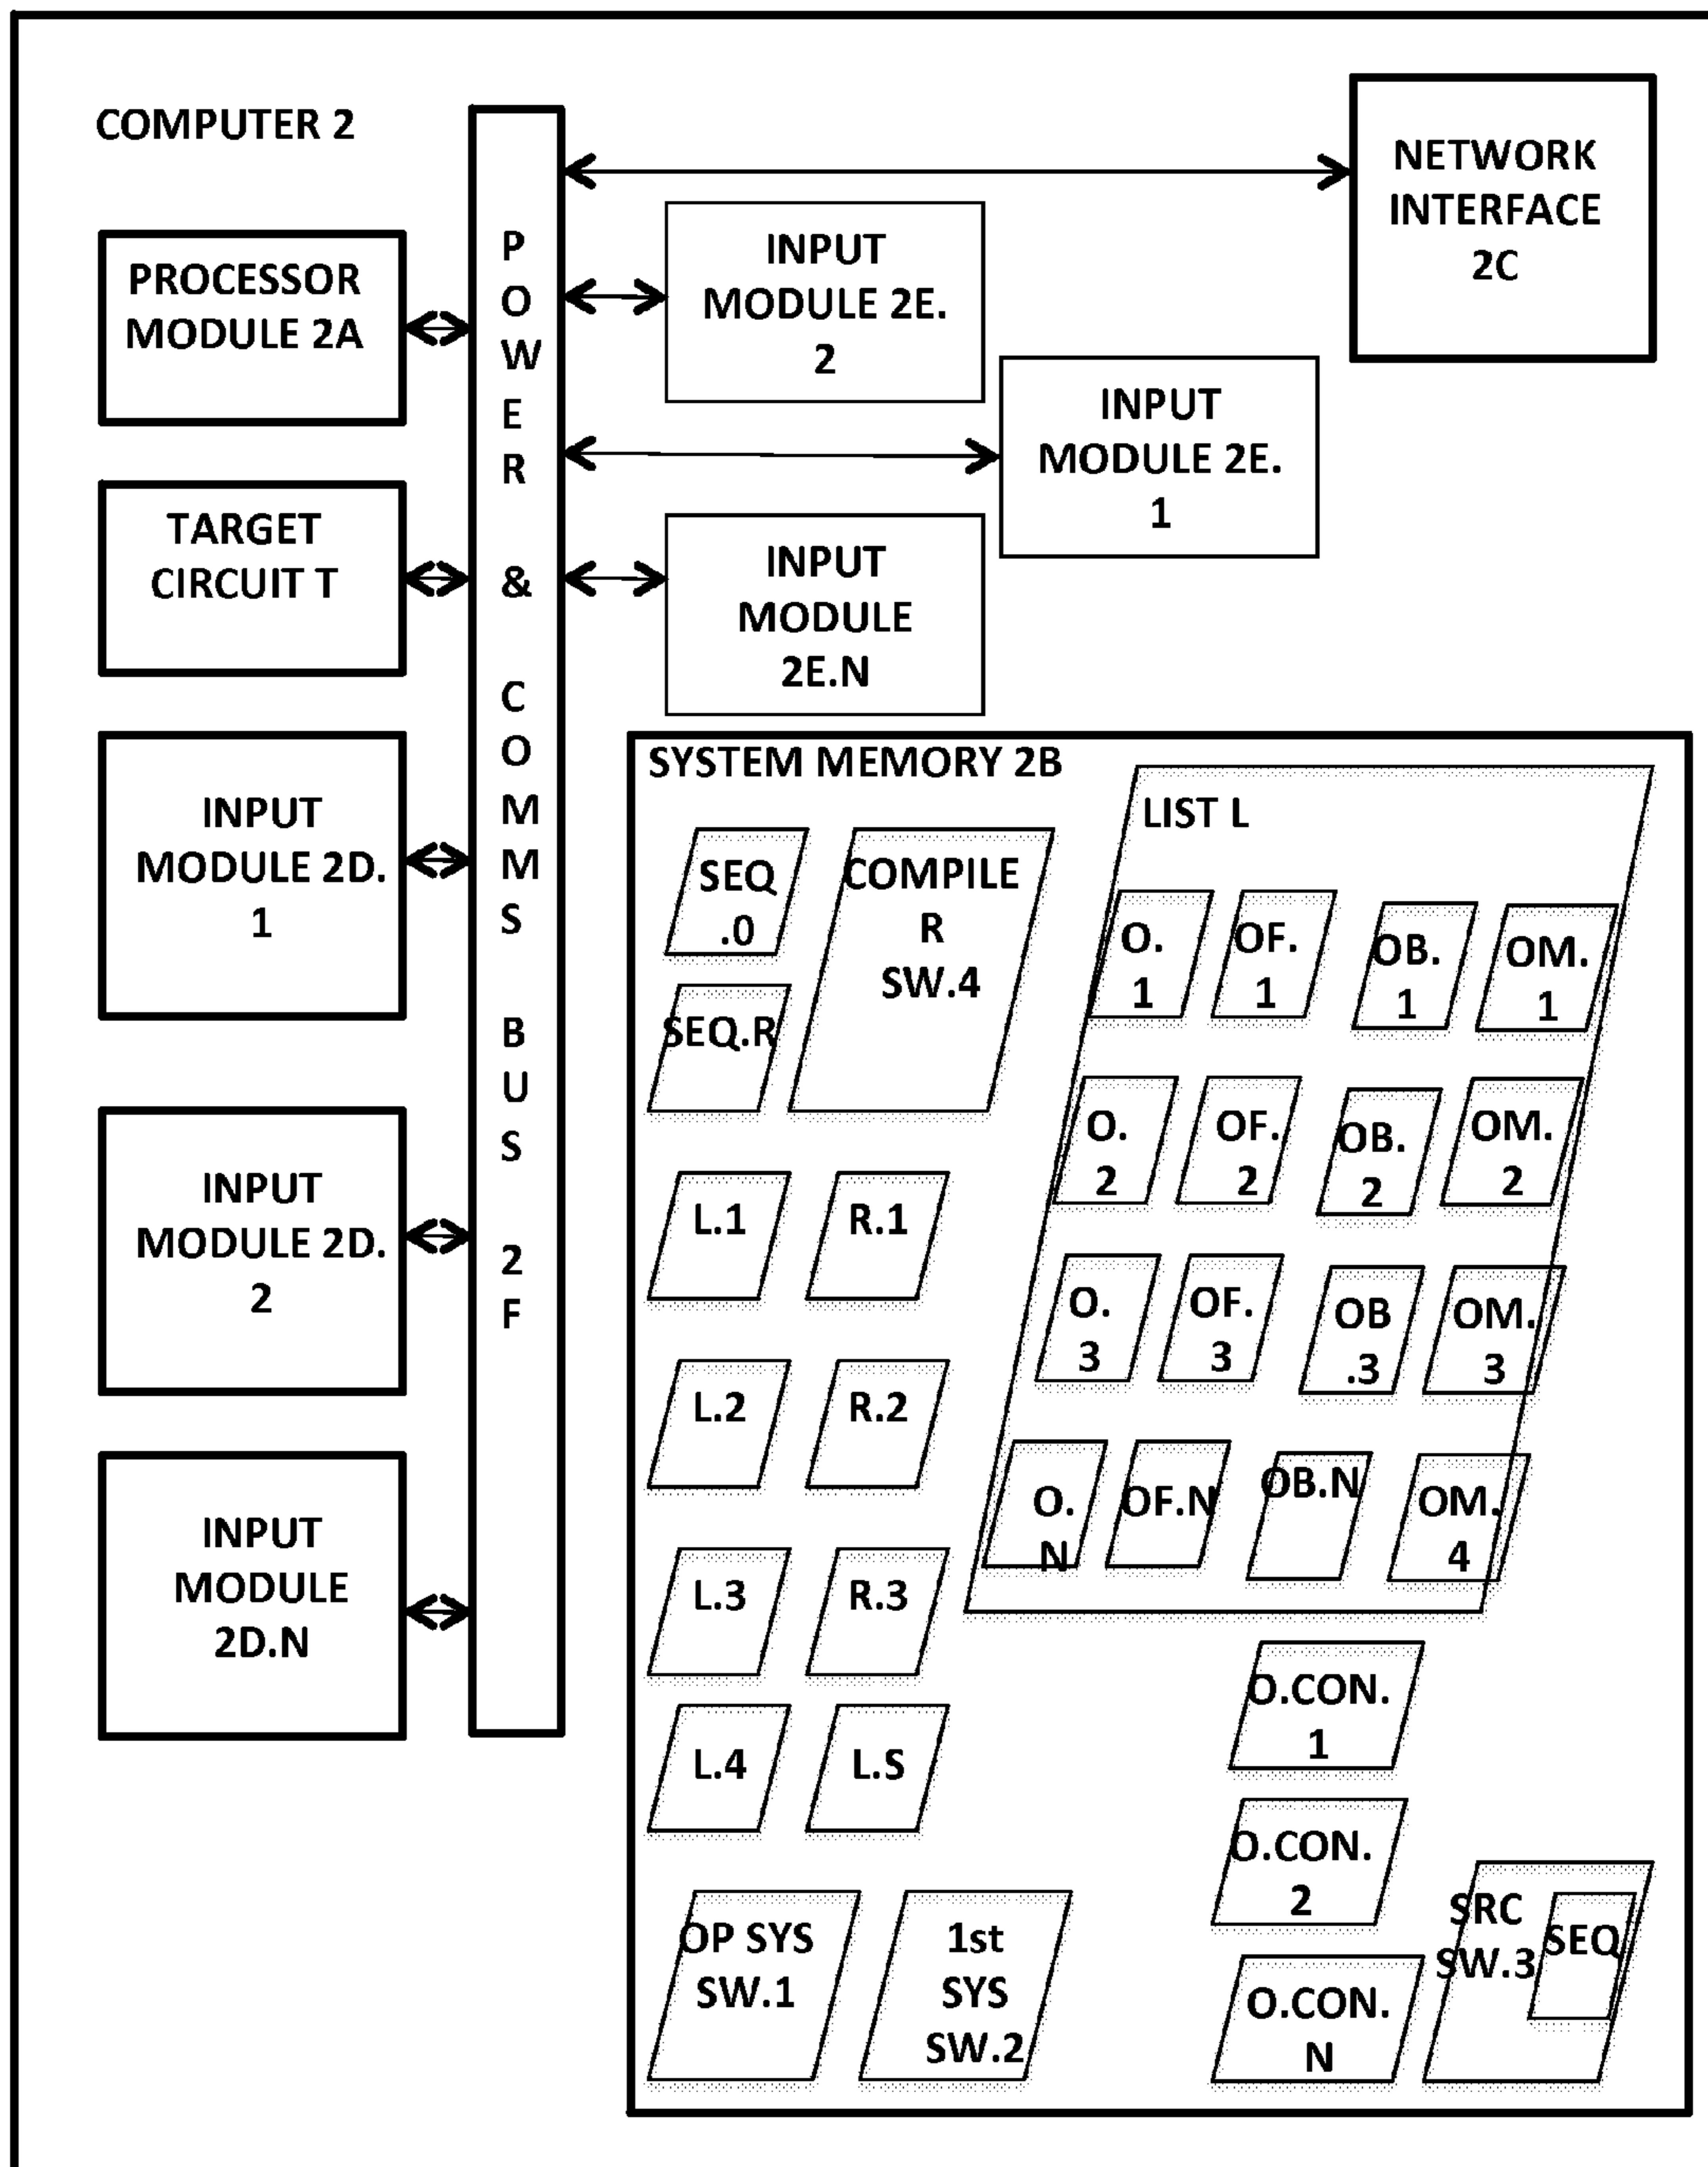 COMPUTER 2
PROCESSOR
MODULE 2A
TARGET
CIRCUIT T
INPUT
MODULE 2D.
1
INPUT
MODULE 2D.
2
INPUT
MODULE
2D.N
P
O
W
E
R
&
C
O
M
M
S
B
U
S
2
F
NETWORK
INTERFACE
2C
INPUT
MODULE 2E.
2
INPUT
MODULE 2E.
1
INPUT
MODULE
2E.N
SYSTEM MEMORY 2B
SEQ
.0
COMPILE
R
SW.4
SEQ.R
L.1
R.1
L.2
R.2
L.3
R.3
L.4
L.S
OP SYS
SW.1
1st
SYS
SW.2
LIST L
O.
1
OF.
1
OB.
1
OM.
1
O.
2
OF.
2
OB.
2
OM.
2
O.
3
OF.
3
OB
.3
OM.
3
O.
N
OF.N
OB.N
OM.
4
O.CON.
1
O.CON.
2
O.CON.
N
SRC
SW.3
SEQ